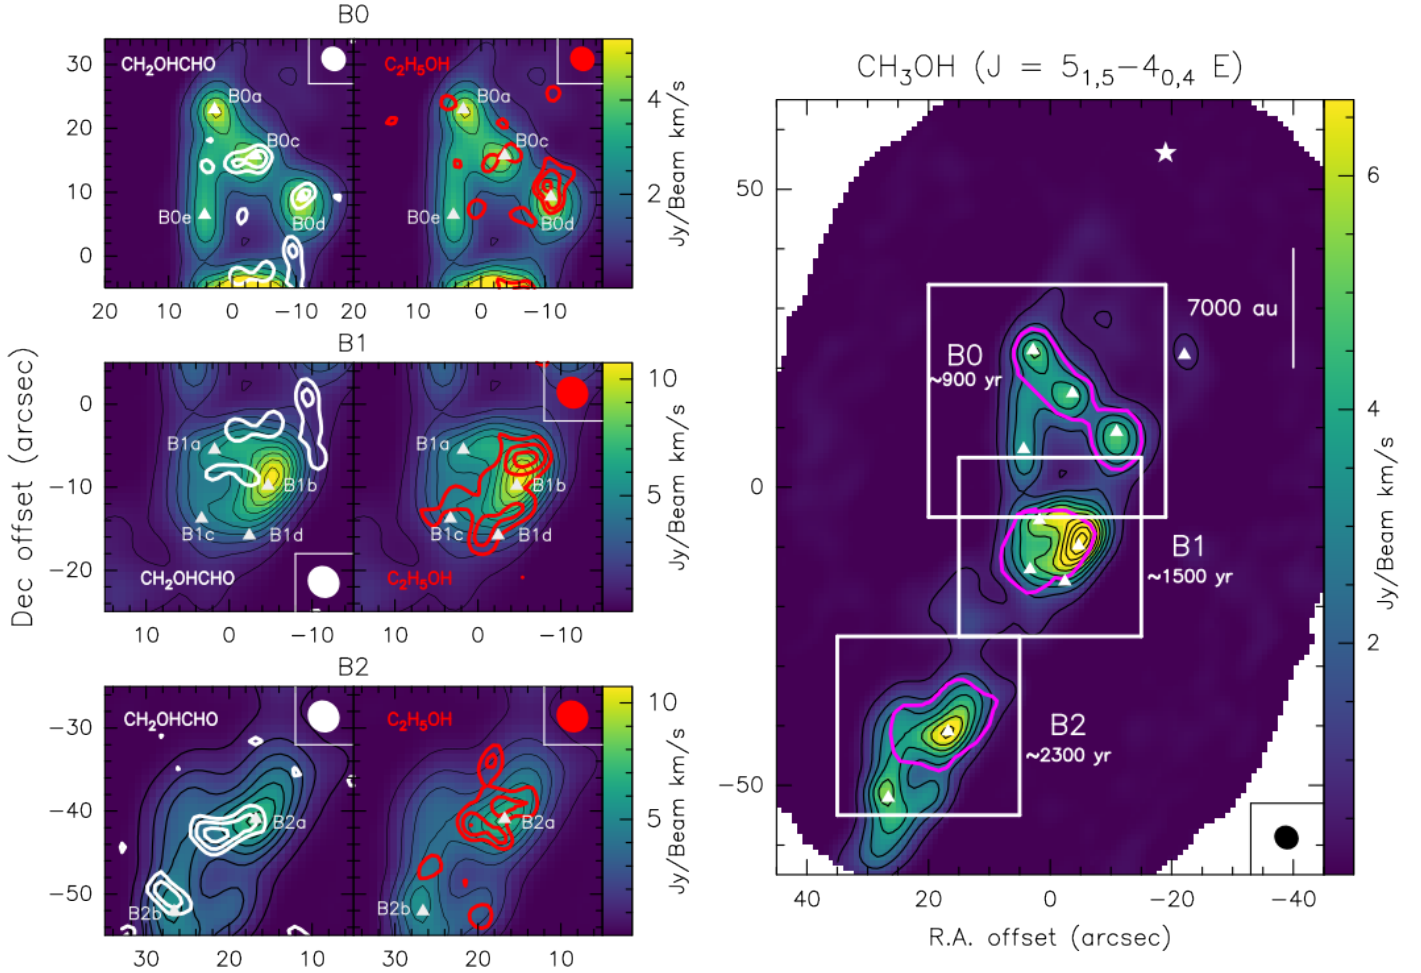 B0
CH₂OHCHO
C₂H₅OH
B0a
B0a
B0c
B0c
B0e
B0d
B0e
B0d
30
20
10
0
20 10 0 −10 20 10 0 −10
4
2
Jy/Beam km/s
B1
B1a
B1a
B1b
B1b
B1c
B1d
B1c
B1d
CH₂OHCHO
C₂H₅OH
0
−10
−20
10 0 −10 10 0 −10
10
5
Jy/Beam km/s
Dec offset (arcsec)
B2
CH₂OHCHO
C₂H₅OH
B2a
B2a
B2b
B2b
−30
−40
−50
30 20 10 30 20 10
10
5
Jy/Beam km/s
CH₃OH (J = 5₁,₅−4₀,₄ E)
7000 au
B0
~900 yr
B1
~1500 yr
B2
~2300 yr
50
0
−50
40 20 0 −20 −40
R.A. offset (arcsec)
6
4
2
Jy/Beam km/s